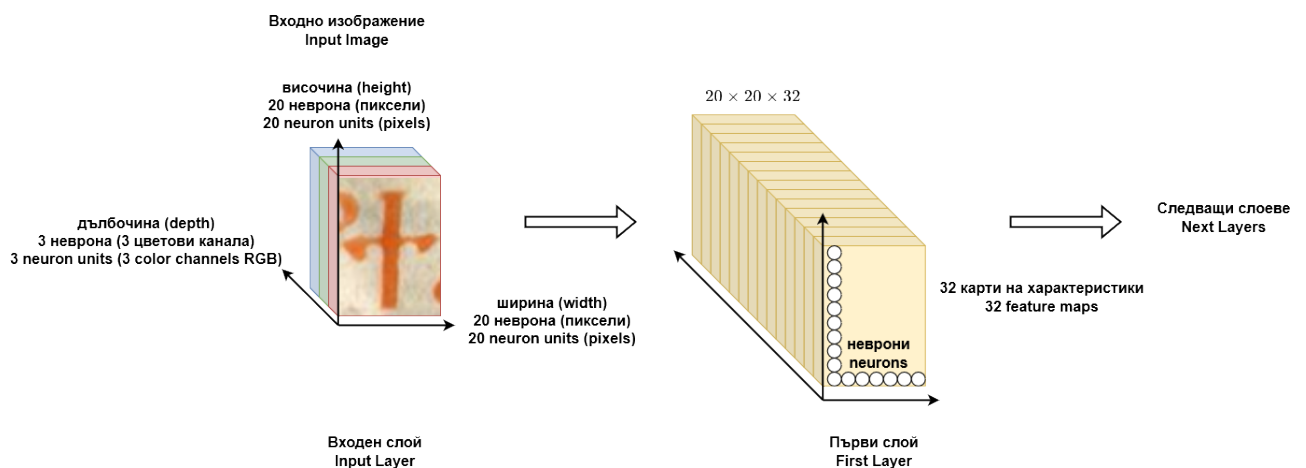 Входно изображение
Input Image
височина (height)
20 неврона (пиксели)
20 neuron units (pixels)
дълбочина (depth)
3 неврона (3 цветови канала)
3 neuron units (3 color channels RGB)
ширина (width)
20 неврона (пиксели)
20 neuron units (pixels)
Входен слой
Input Layer
20 × 20 × 32
неврони
neurons
32 карти на характеристики
32 feature maps
Първи слой
First Layer
Следващи слоеве
Next Layers